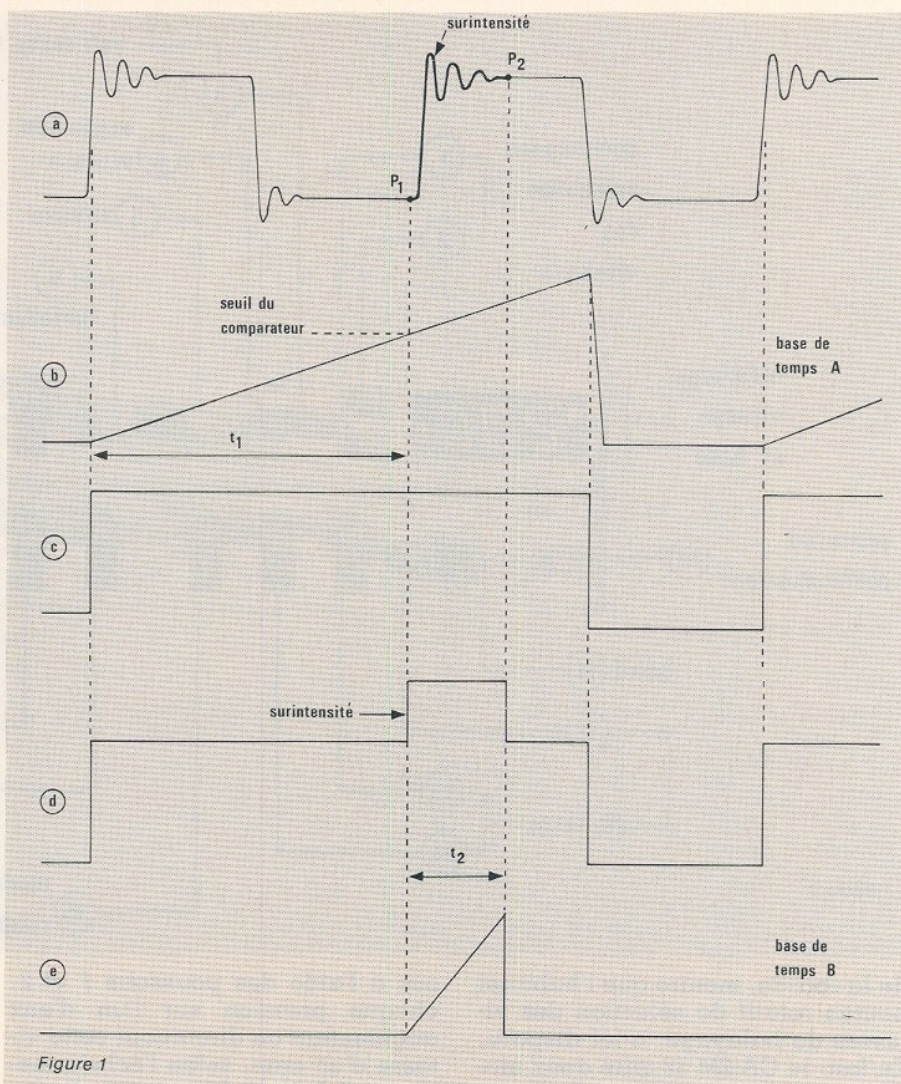 surintensité
P2
a
P1
seuil du
comparateur
base de
temps A
b
t1
c
surintensité
d
t2
base de
temps B
e
Figure 1